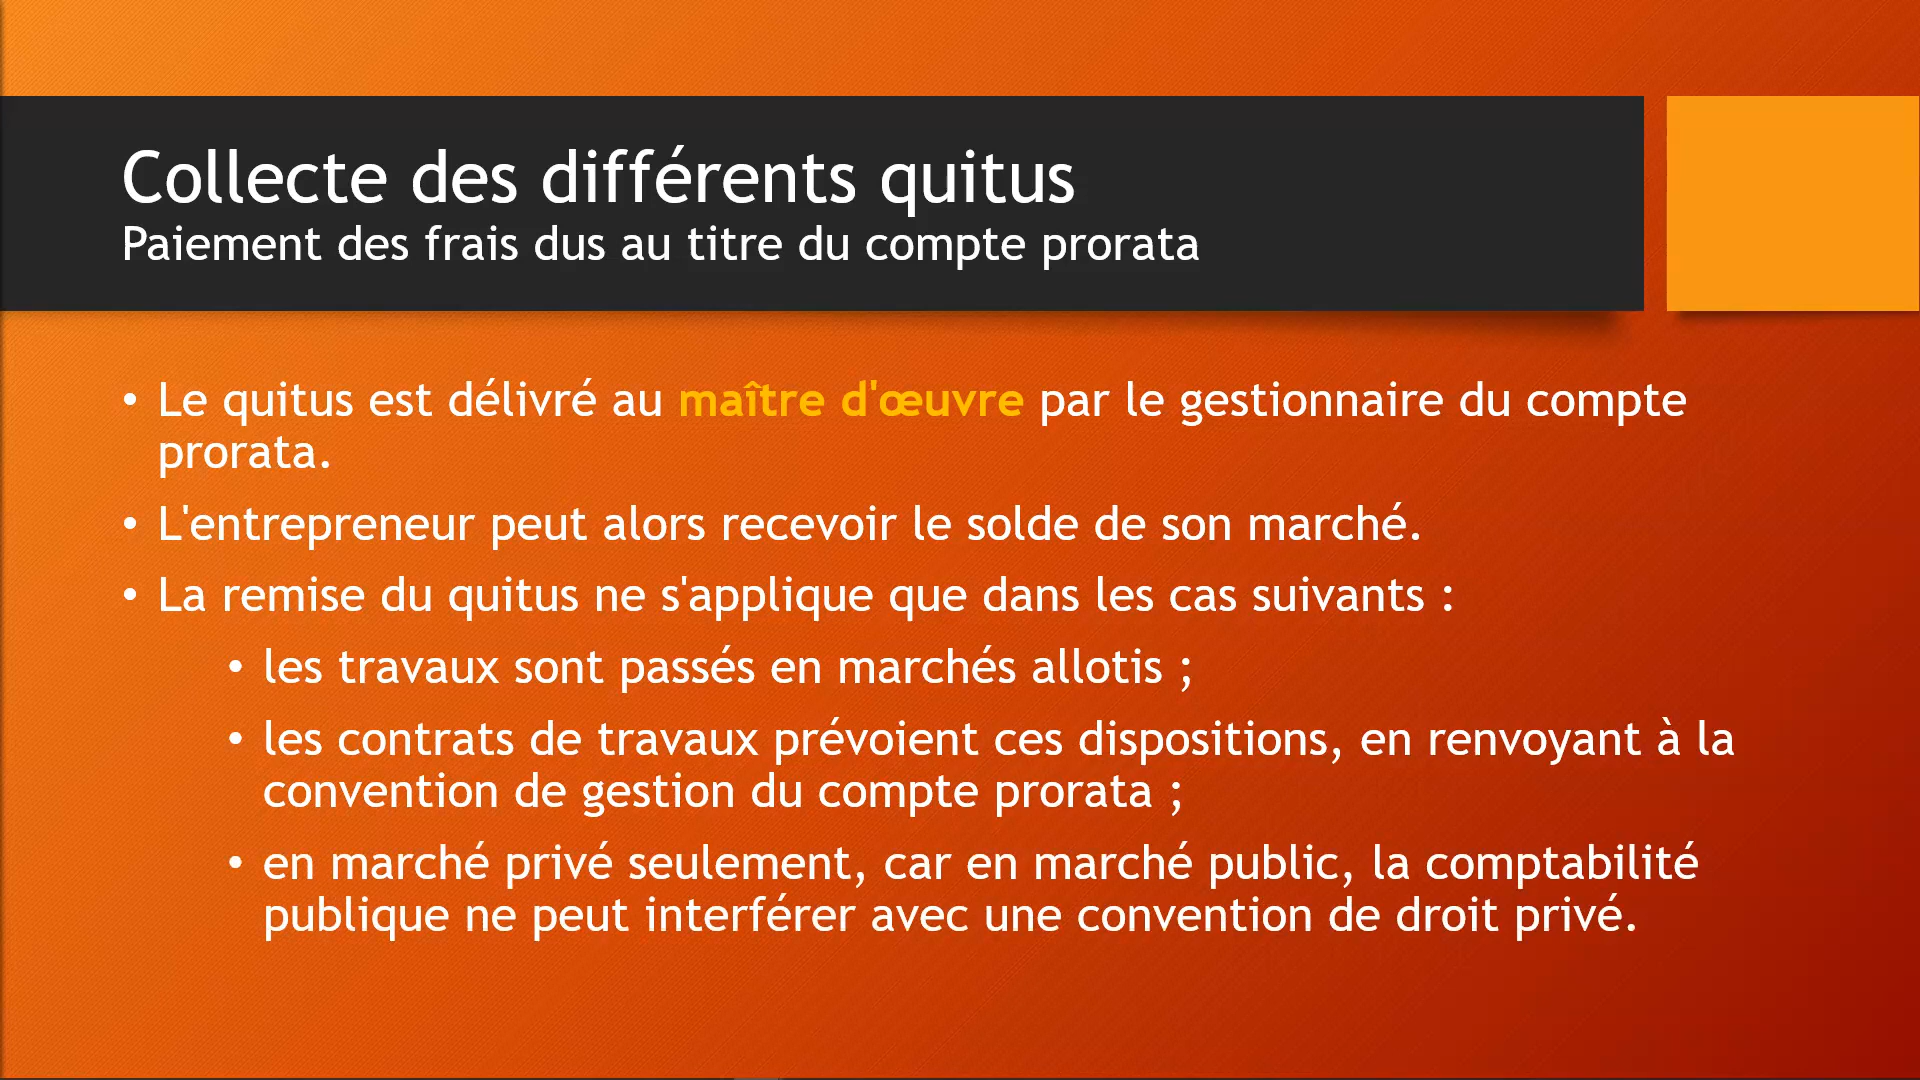 Collecte des différents quitus
Paiement des frais dus au titre du compte prorata
• Le quitus est délivré au maître d'œuvre par le gestionnaire du compte
prorata.
• L'entrepreneur peut alors recevoir le solde de son marché.
• La remise du quitus ne s'applique que dans les cas suivants :
• les travaux sont passés en marchés allotis ;
• les contrats de travaux prévoient ces dispositions, en renvoyant à la
convention de gestion du compte prorata ;
• en marché privé seulement, car en marché public, la comptabilité
publique ne peut interférer avec une convention de droit privé.